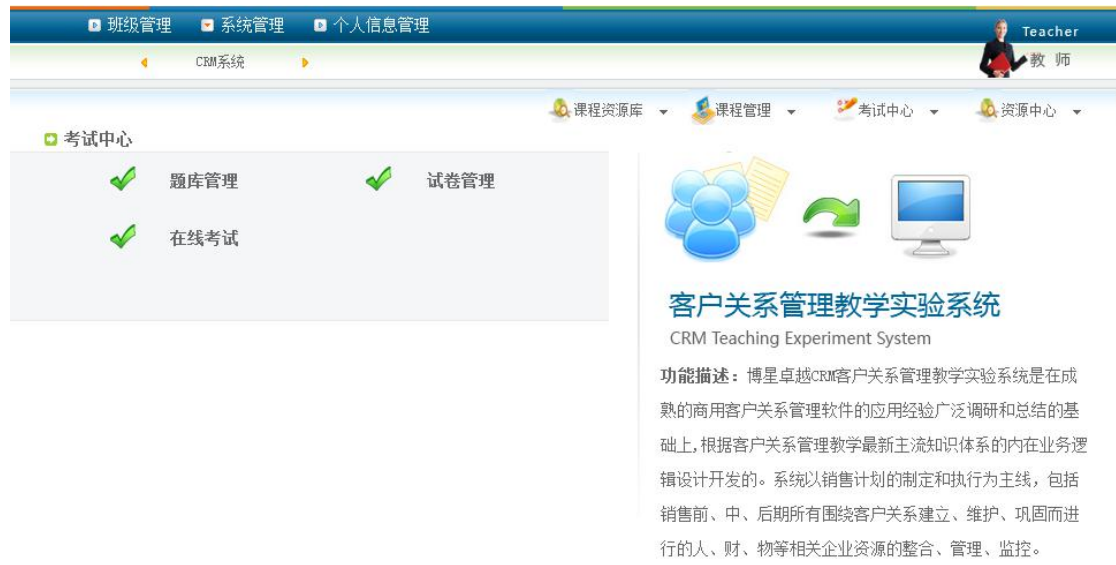 班级管理 系统管理 个人信息管理
Teacher
CRM系统
教 师
课程资源库 课程管理 考试中心 资源中心
考试中心
题库管理 试卷管理
在线考试
客户关系管理教学实验系统
CRM Teaching Experiment System
功能描述：博星卓越CRM客户关系管理教学实验系统是在成
熟的商用客户关系管理软件的应用经验广泛调研和总结的基
础上,根据客户关系管理教学最新主流知识体系的内在业务逻
辑设计开发的。系统以销售计划的制定和执行为主线，包括
销售前、中、后期所有围绕客户关系建立、维护、巩固而进
行的人、财、物等相关企业资源的整合、管理、监控。